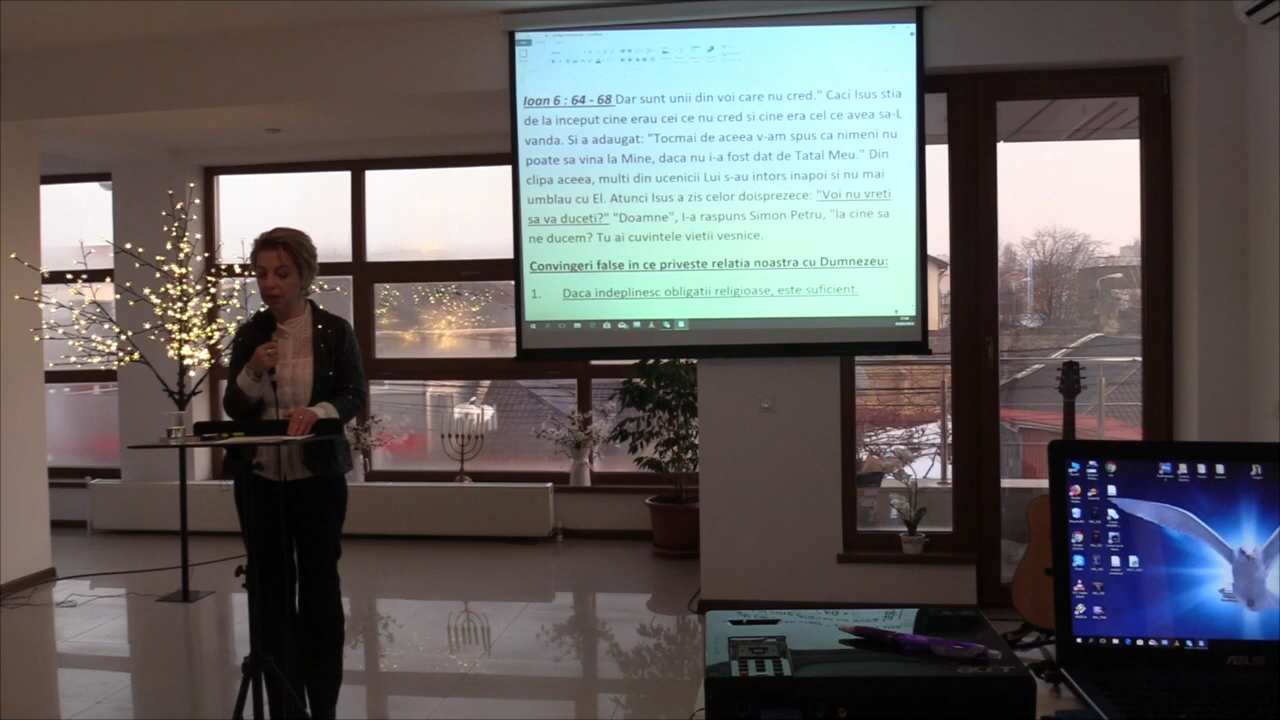 Ioan 6 : 64 - 68 Dar sunt unii din voi care nu cred." Caci Isus stia
de la inceput cine erau cei ce nu cred si cine era cel ce avea sa-L
vanda. Si a adaugat: "Tocmai de aceea v-am spus ca nimeni nu
poate sa vina la Mine, daca nu i-a fost dat de Tatal Meu." Din
clipa aceea, multi din ucenicii Lui s-au intors inapoi si nu mai
umblau cu El. Atunci Isus a zis celor doisprezece: "Voi nu vreti
sa va duceti?" "Doamne", I-a raspuns Simon Petru, "la cine sa
ne ducem? Tu ai cuvintele vietii vesnice.
Convingeri false in ce priveste relatia noastra cu Dumnezeu:
1. Daca indeplinesc obligatii religioase, este suficient.
ASUS